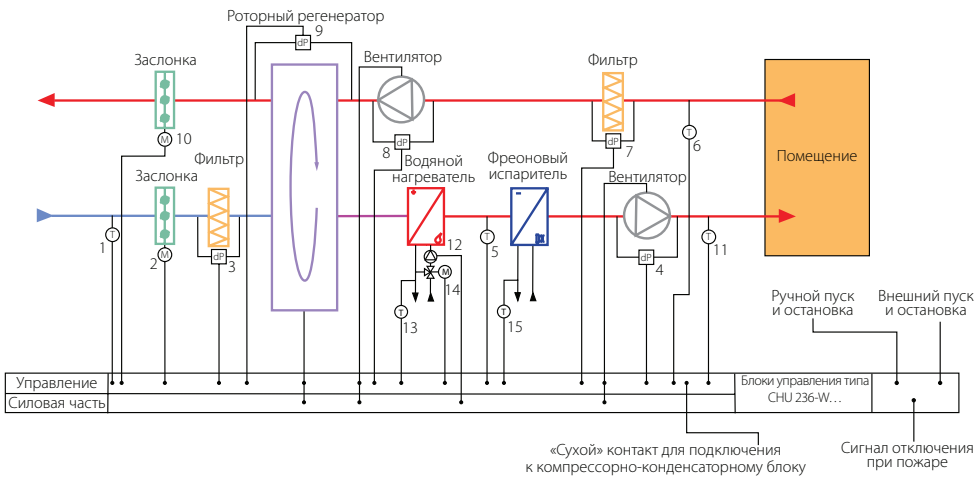 Роторный регенератор
9
dP
Заслонка
Вентилятор
Фильтр
M
10
dP
8
dP
7
T
6
Помещение
Заслонка
Фильтр
Водяной
нагреватель
Фреоновый
испаритель
Вентилятор
T
1
M
2
dP
3
12
M
14
T
13
T
5
T
15
dP
4
T
11
Ручной пуск
и остановка
Внешний пуск
и остановка
Управление
Силовая часть
Блоки управления типа
CHU 236-W...
«Сухой» контакт для подключения
к компрессорно-конденсаторному блоку
Сигнал отключения
при пожаре